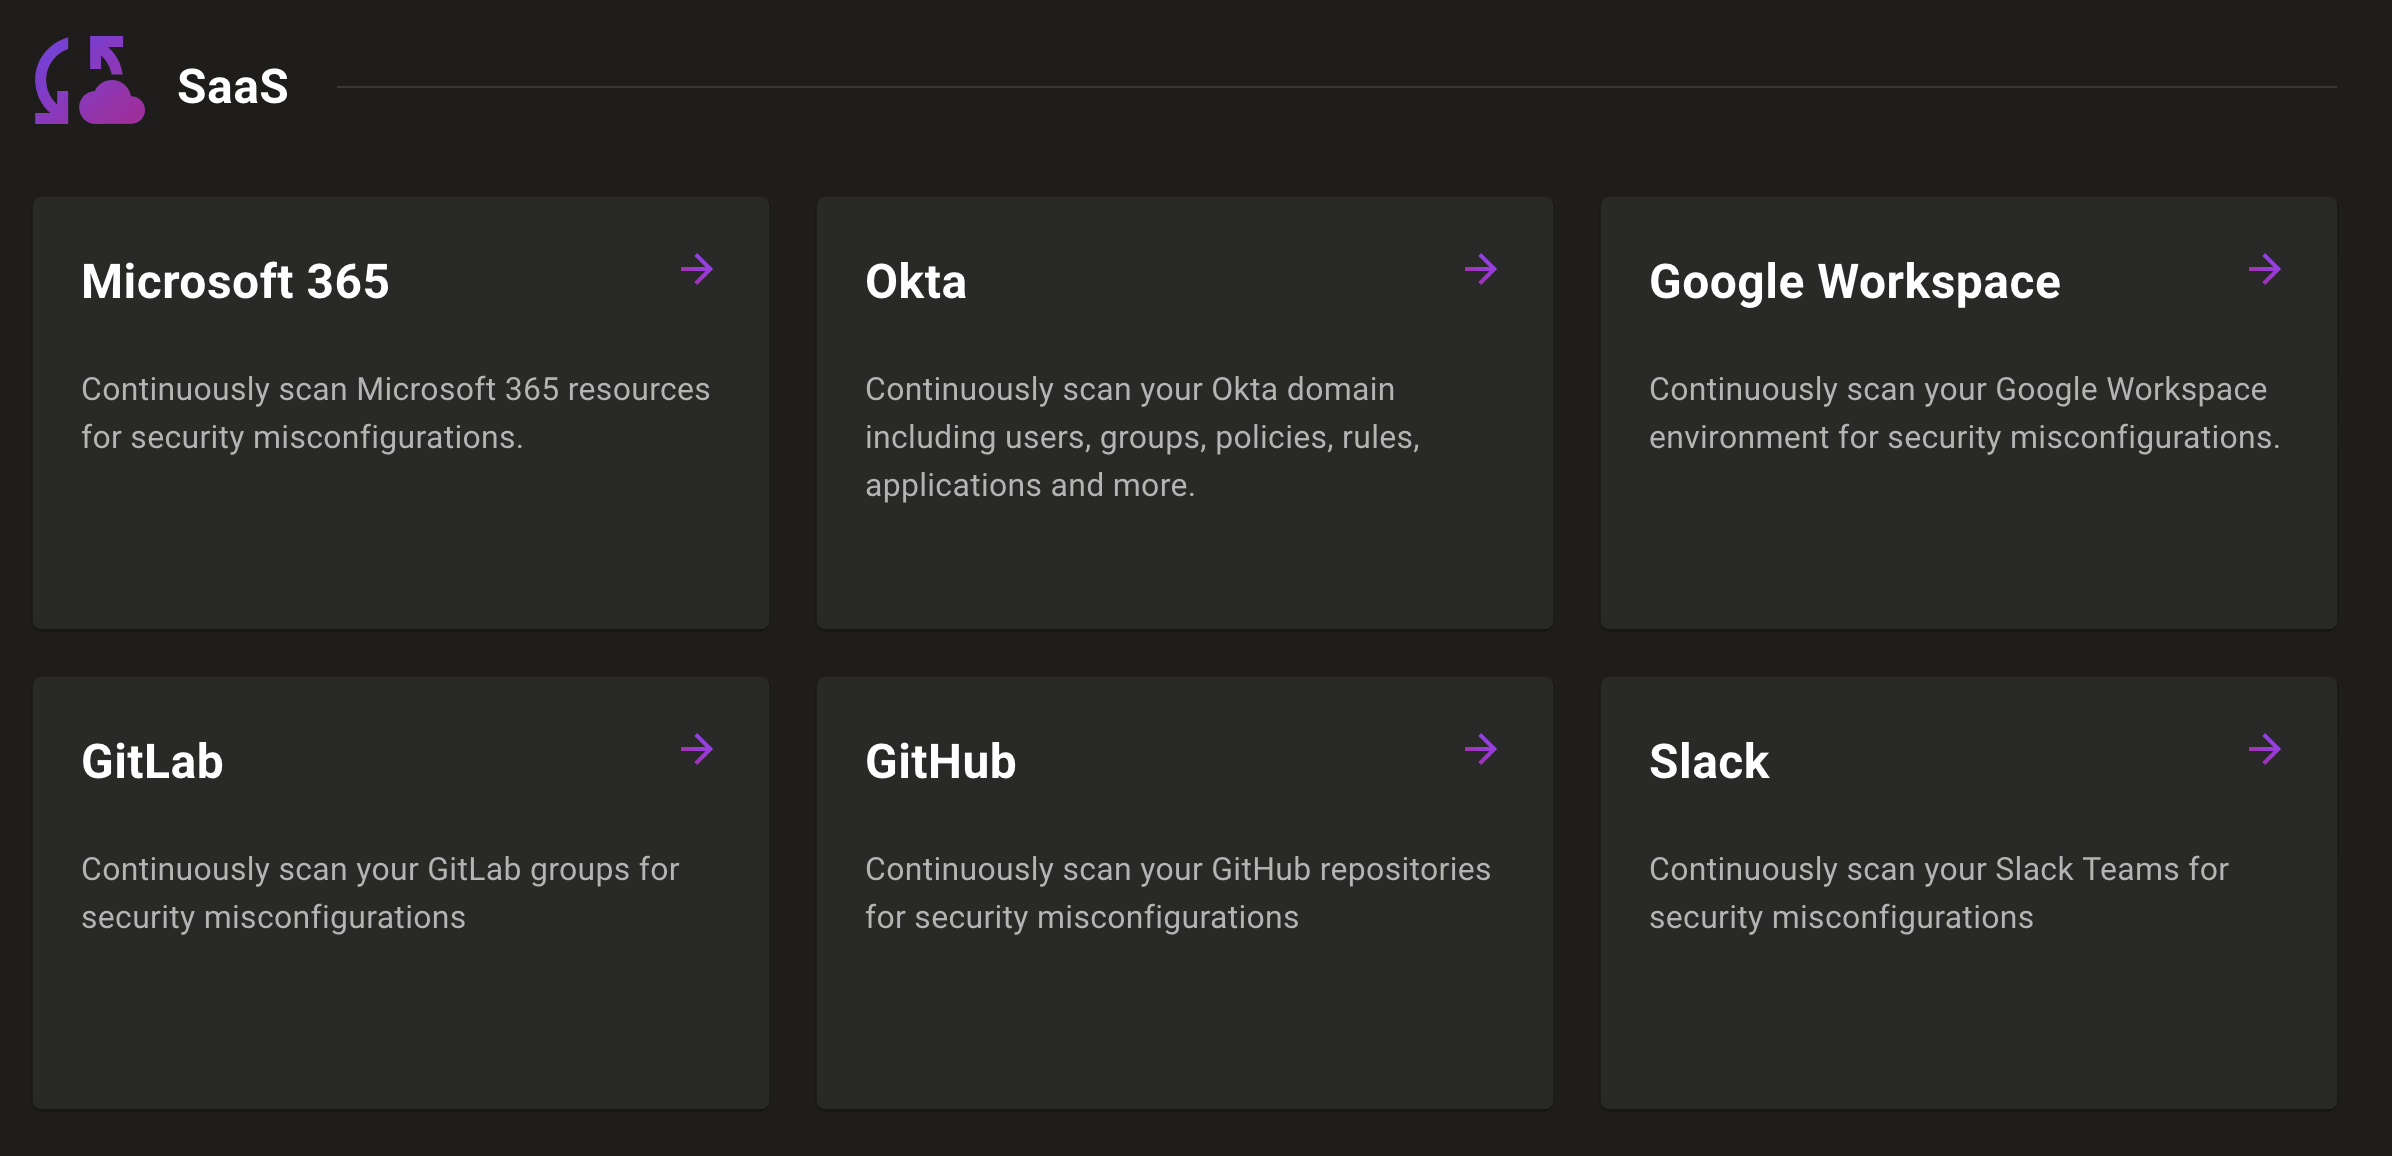 SaaS
Microsoft 365
Continuously scan Microsoft 365 resources
for security misconfigurations.
Okta
Continuously scan your Okta domain
including users, groups, policies, rules,
applications and more.
Google Workspace
Continuously scan your Google Workspace
environment for security misconfigurations.
GitLab
Continuously scan your GitLab groups for
security misconfigurations
GitHub
Continuously scan your GitHub repositories
for security misconfigurations
Slack
Continuously scan your Slack Teams for
security misconfigurations